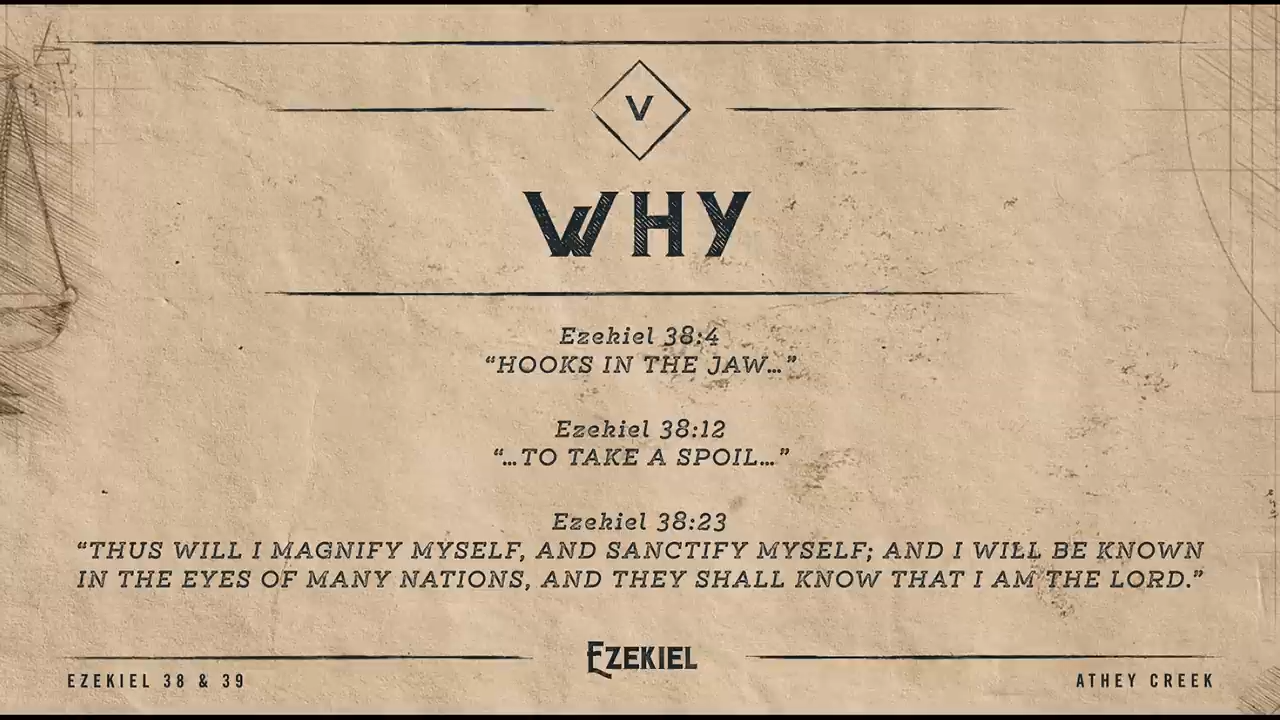 V
WHY
Ezekiel 38:4
“HOOKS IN THE JAW...”
Ezekiel 38:12
“...TO TAKE A SPOIL...”
Ezekiel 38:23
“THUS WILL I MAGNIFY MYSELF, AND SANCTIFY MYSELF; AND I WILL BE KNOWN
IN THE EYES OF MANY NATIONS, AND THEY SHALL KNOW THAT I AM THE LORD.”
EZEKIEL
EZEKIEL 38 & 39
ATHEY CREEK